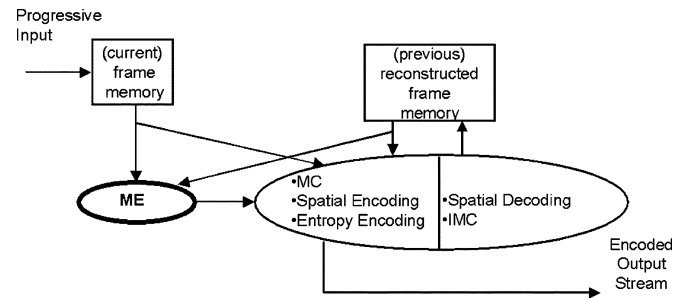 Progressive
Input
(current)
frame
memory
(previous)
reconstructed
frame
memory
ME
•MC
•Spatial Encoding
•Entropy Encoding
•Spatial Decoding
•IMC
Encoded
Output
Stream